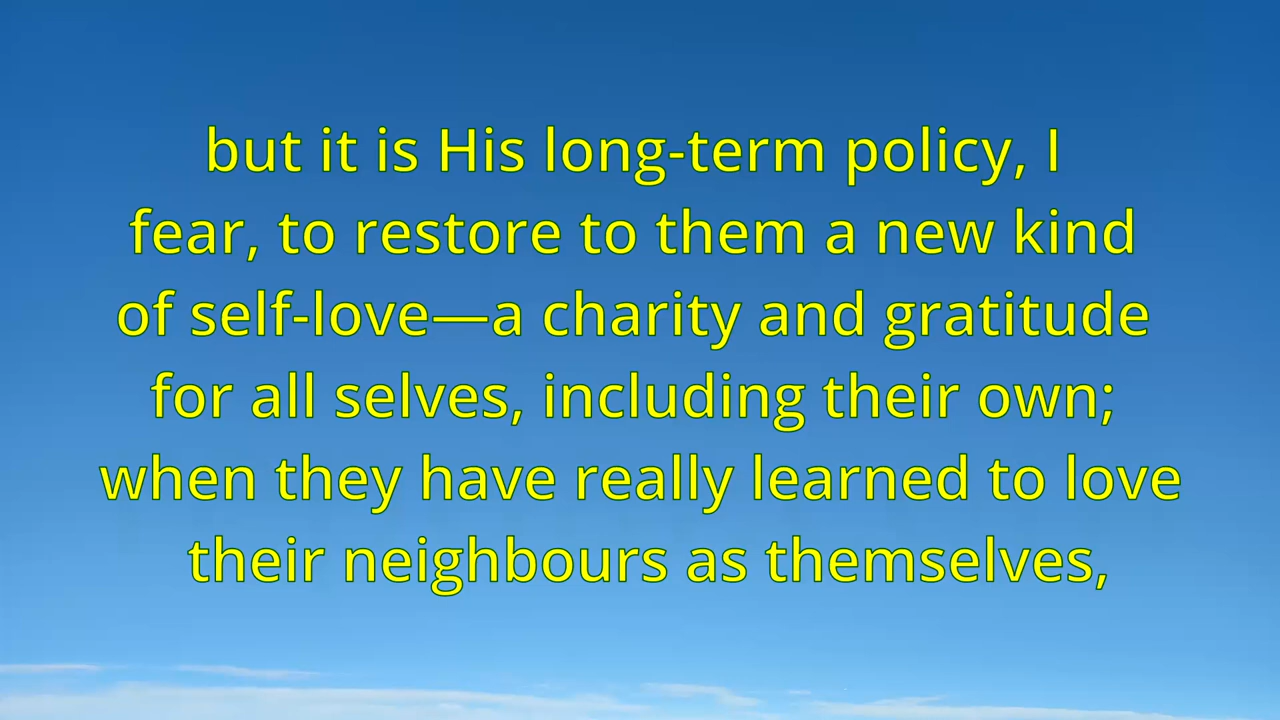 but it is His long-term policy, I
fear, to restore to them a new kind
of self-love—a charity and gratitude
for all selves, including their own;
when they have really learned to love
their neighbours as themselves,